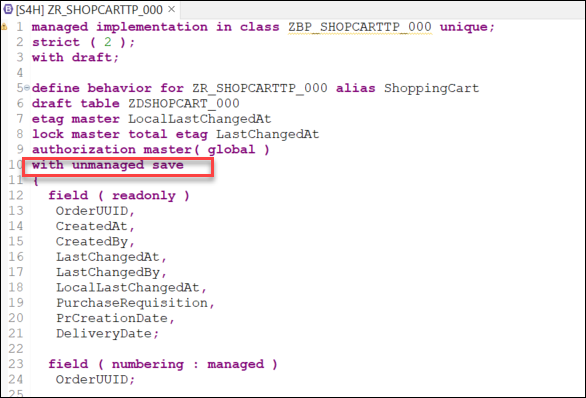 [S4H] ZR_SHOPCARTTP_000
1 managed implementation in class ZBP_SHOPCARTTP_000 unique;
2 strict ( 2 );
3 with draft;
4
5 define behavior for ZR_SHOPCARTTP_000 alias ShoppingCart
6 draft table ZDSHOPCART_000
7 etag master LocalLastChangedAt
8 lock master total etag LastChangedAt
9 authorization master( global )
10 with unmanaged save
11 {
12 field ( readonly )
13 OrderUUID,
14 CreatedAt,
15 CreatedBy,
16 LastChangedAt,
17 LastChangedBy,
18 LocalLastChangedAt,
19 PurchaseRequisition,
20 PrCreationDate,
21 DeliveryDate;
22
23 field ( numbering : managed )
24 OrderUUID;
25